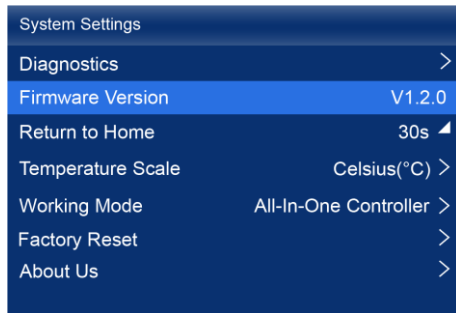 System Settings
Diagnostics >
Firmware Version V1.2.0
Return to Home 30s
Temperature Scale Celsius(°C) >
Working Mode All-In-One Controller >
Factory Reset >
About Us >